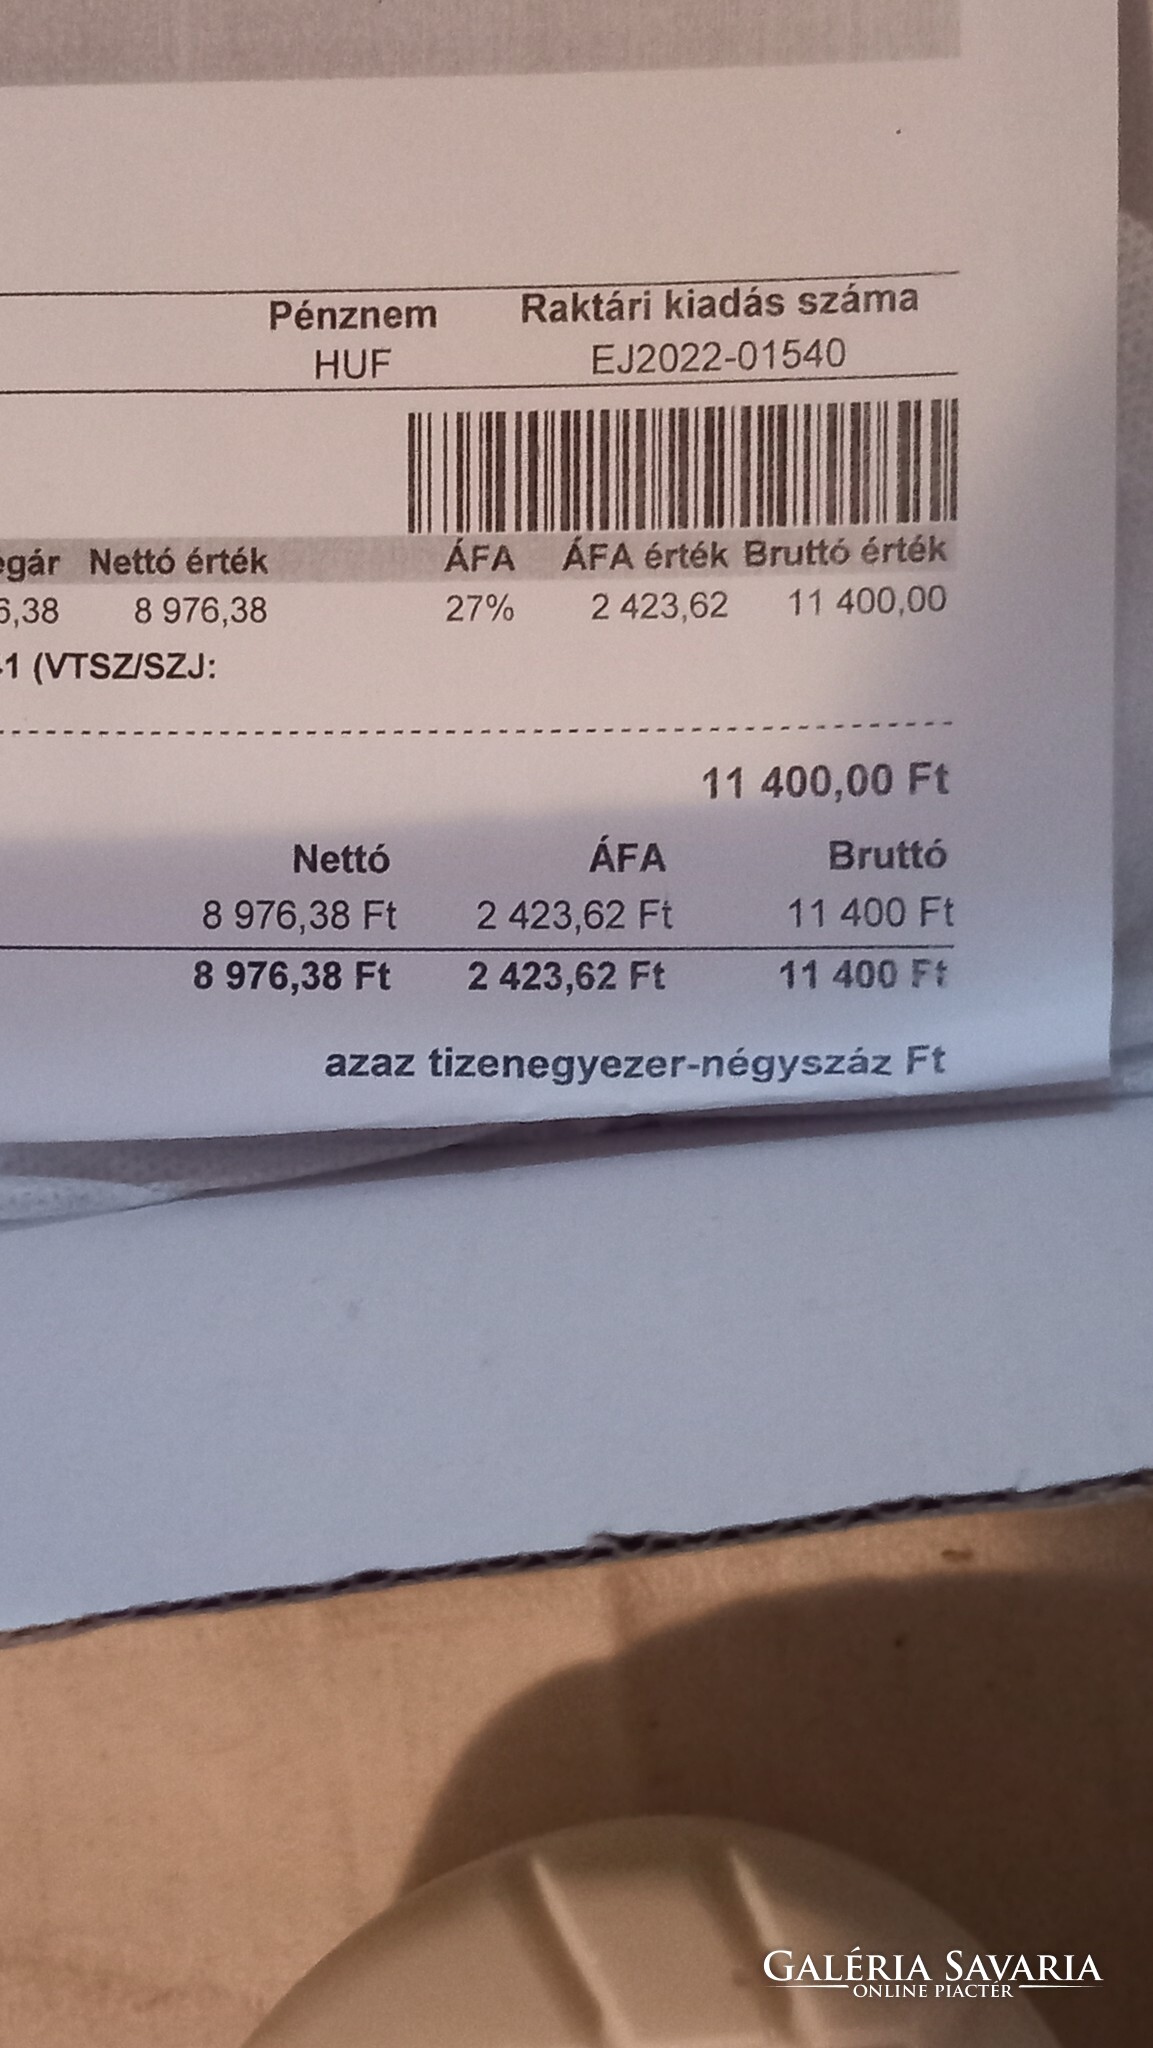 Pénznem Raktári kiadás száma
HUF EJ2022-01540
Nettó érték ÁFA ÁFA érték Bruttó érték
6,38 8 976,38 27% 2 423,62 11 400,00
-1 (VTSZ/SZJ:
11 400,00 Ft
Nettó ÁFA Bruttó
8 976,38 Ft 2 423,62 Ft 11 400 Ft
8 976,38 Ft 2 423,62 Ft 11 400 Ft
azaz tizenegyezer-négyszáz Ft
GALÉRIA SAVARIA
ONLINE PIACTÉR